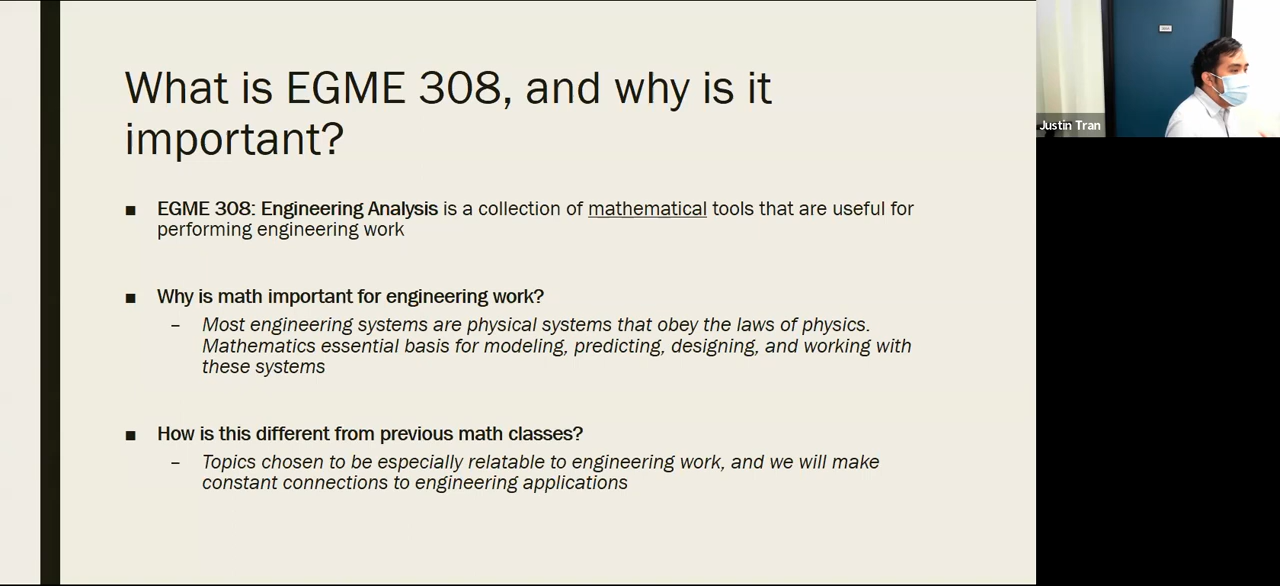 What is EGME 308, and why is it
important?
■ EGME 308: Engineering Analysis is a collection of mathematical tools that are useful for
performing engineering work
■ Why is math important for engineering work?
– Most engineering systems are physical systems that obey the laws of physics.
Mathematics essential basis for modeling, predicting, designing, and working with
these systems
■ How is this different from previous math classes?
– Topics chosen to be especially relatable to engineering work, and we will make
constant connections to engineering applications
Justin Tran